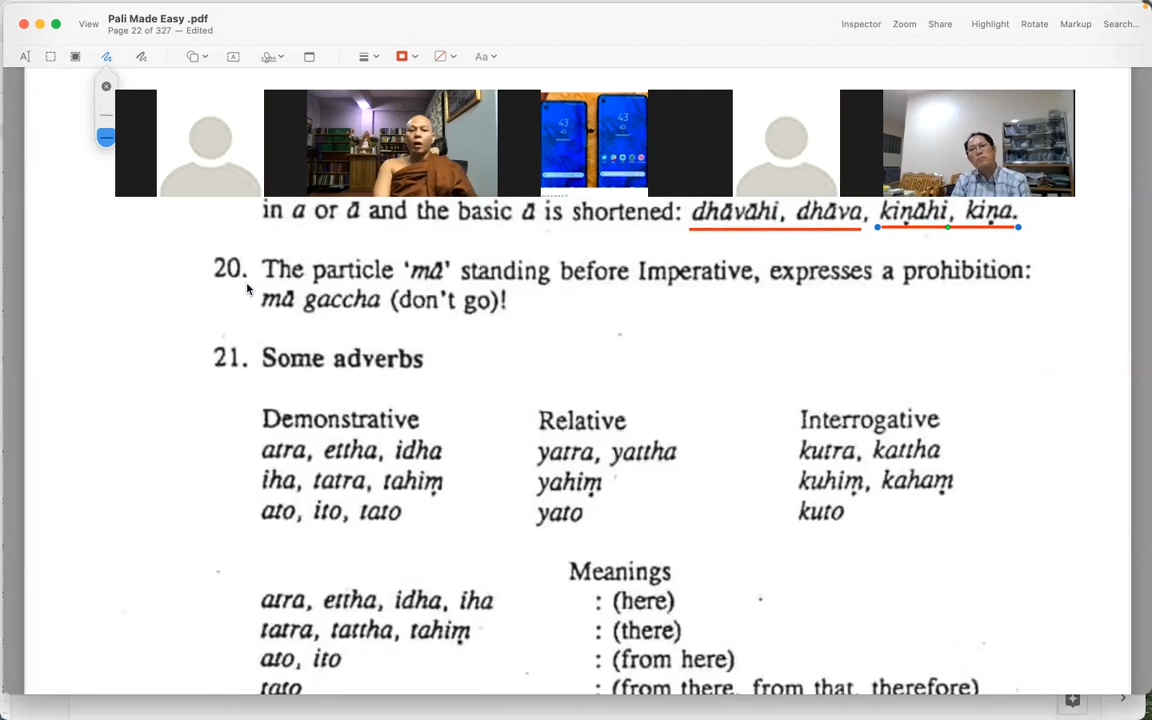 View
Pali Made Easy .pdf
Page 22 of 327 — Edited
Inspector Zoom Share Highlight Rotate Markup Search...
Aa
43 43
in a or ā and the basic ā is shortened: dhāvāhi, dhāva, kiṇāhi, kiṇa.
20. The particle ‘mā’ standing before Imperative, expresses a prohibition:
mā gaccha (don’t go)!
21. Some adverbs
Demonstrative Relative Interrogative
atra, ettha, idha yatra, yattha kutra, kattha
iha, tatra, tahiṃ yahiṃ kuhiṃ, kahaṃ
ato, ito, tato yato kuto
Meanings
atra, ettha, idha, iha : (here)
tatra, tattha, tahiṃ : (there)
ato, ito : (from here)
tato : (from there, from that, therefore)